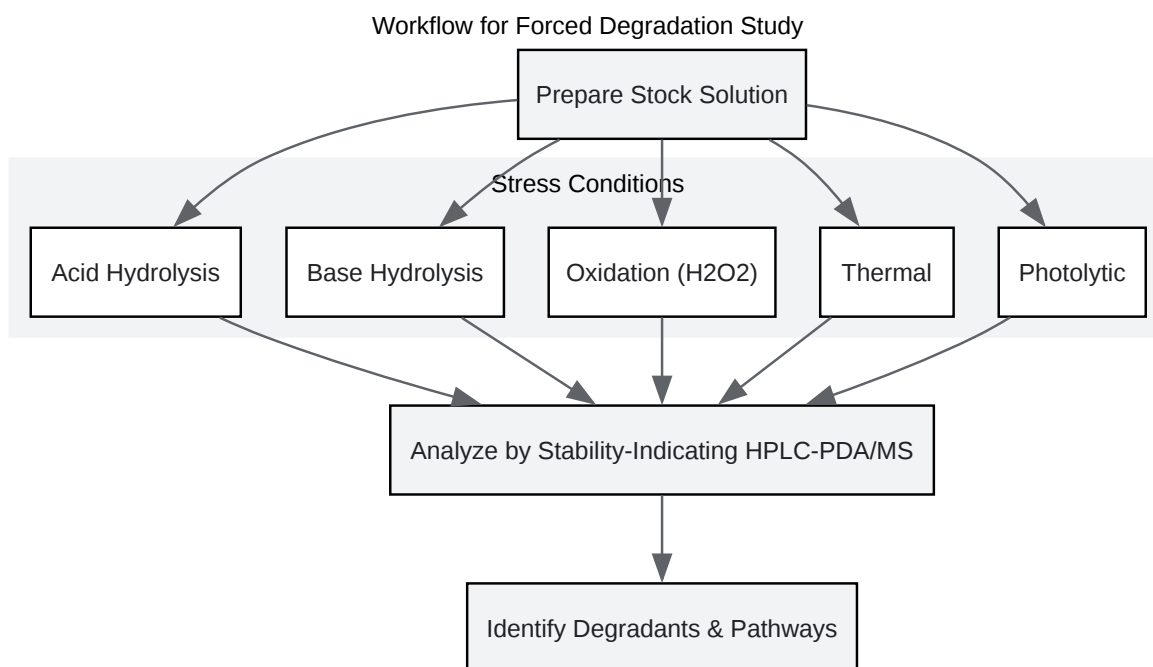 Workflow for Forced Degradation Study
Prepare Stock Solution
Stress Conditions
Acid Hydrolysis
Base Hydrolysis
Oxidation (H2O2)
Thermal
Photolytic
Analyze by Stability-Indicating HPLC-PDA/MS
Identify Degradants & Pathways